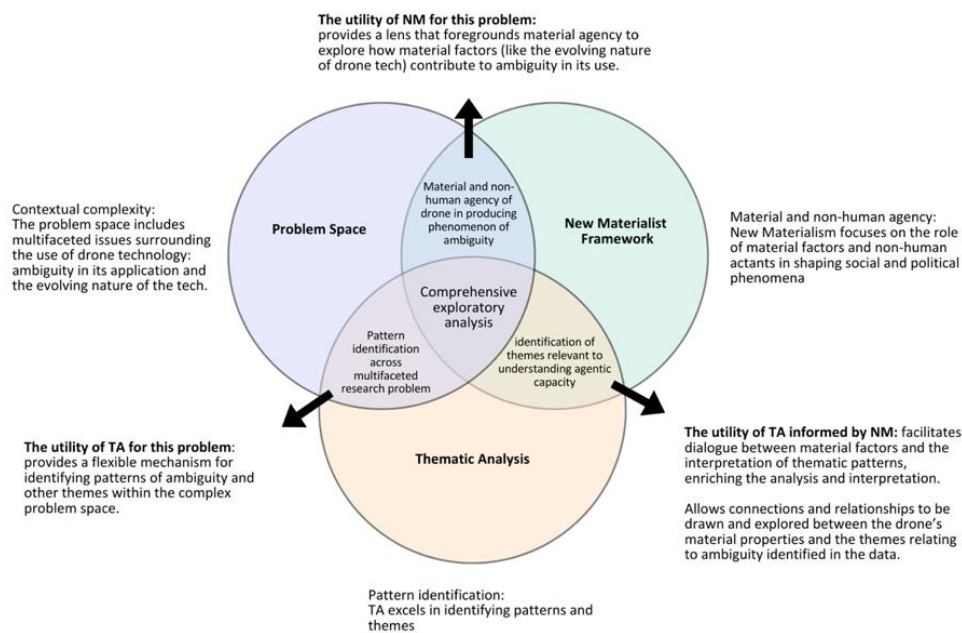 The utility of NM for this problem:
provides a lens that foregrounds material agency to
explore how material factors (like the evolving nature
of drone tech) contribute to ambiguity in its use.
Material and non-
human agency of
drone in producing
phenomenon of
ambiguity
Problem Space
New Materialist
Framework
Contextual complexity:
The problem space includes
multifaceted issues surrounding
the use of drone technology:
ambiguity in its application and
the evolving nature of the tech.
Material and non-human agency:
New Materialism focuses on the role
of material factors and non-human
actants in shaping social and political
phenomena
Comprehensive
exploratory
analysis
Pattern
identification
across
multifaceted
research problem
identification of
themes relevant to
understanding agentic
capacity
The utility of TA for this problem:
provides a flexible mechanism for
identifying patterns of ambiguity and
other themes within the complex
problem space.
Thematic Analysis
The utility of TA informed by NM: facilitates
dialogue between material factors and the
interpretation of thematic patterns,
enriching the analysis and interpretation.
Allows connections and relationships to be
drawn and explored between the drone's
material properties and the themes relating
to ambiguity identified in the data.
Pattern identification:
TA excels in identifying patterns and
themes